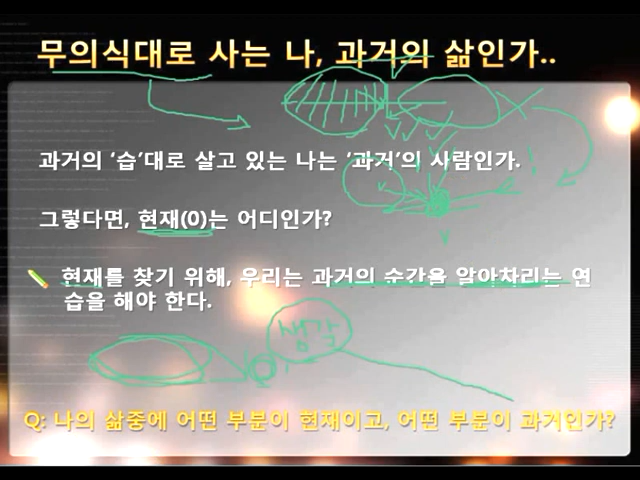 무의식대로 사는 나, 과거의 삶인가..
과거의 ‘습’대로 살고 있는 나는 ‘과거’의 사람인가.
그렇다면, 현재(0)는 어디인가?
현재를 찾기 위해, 우리는 과거의 순간을 알아차리는 연
습을 해야 한다.
생각
Q: 나의 삶중에 어떤 부분이 현재이고, 어떤 부분이 과거인가?